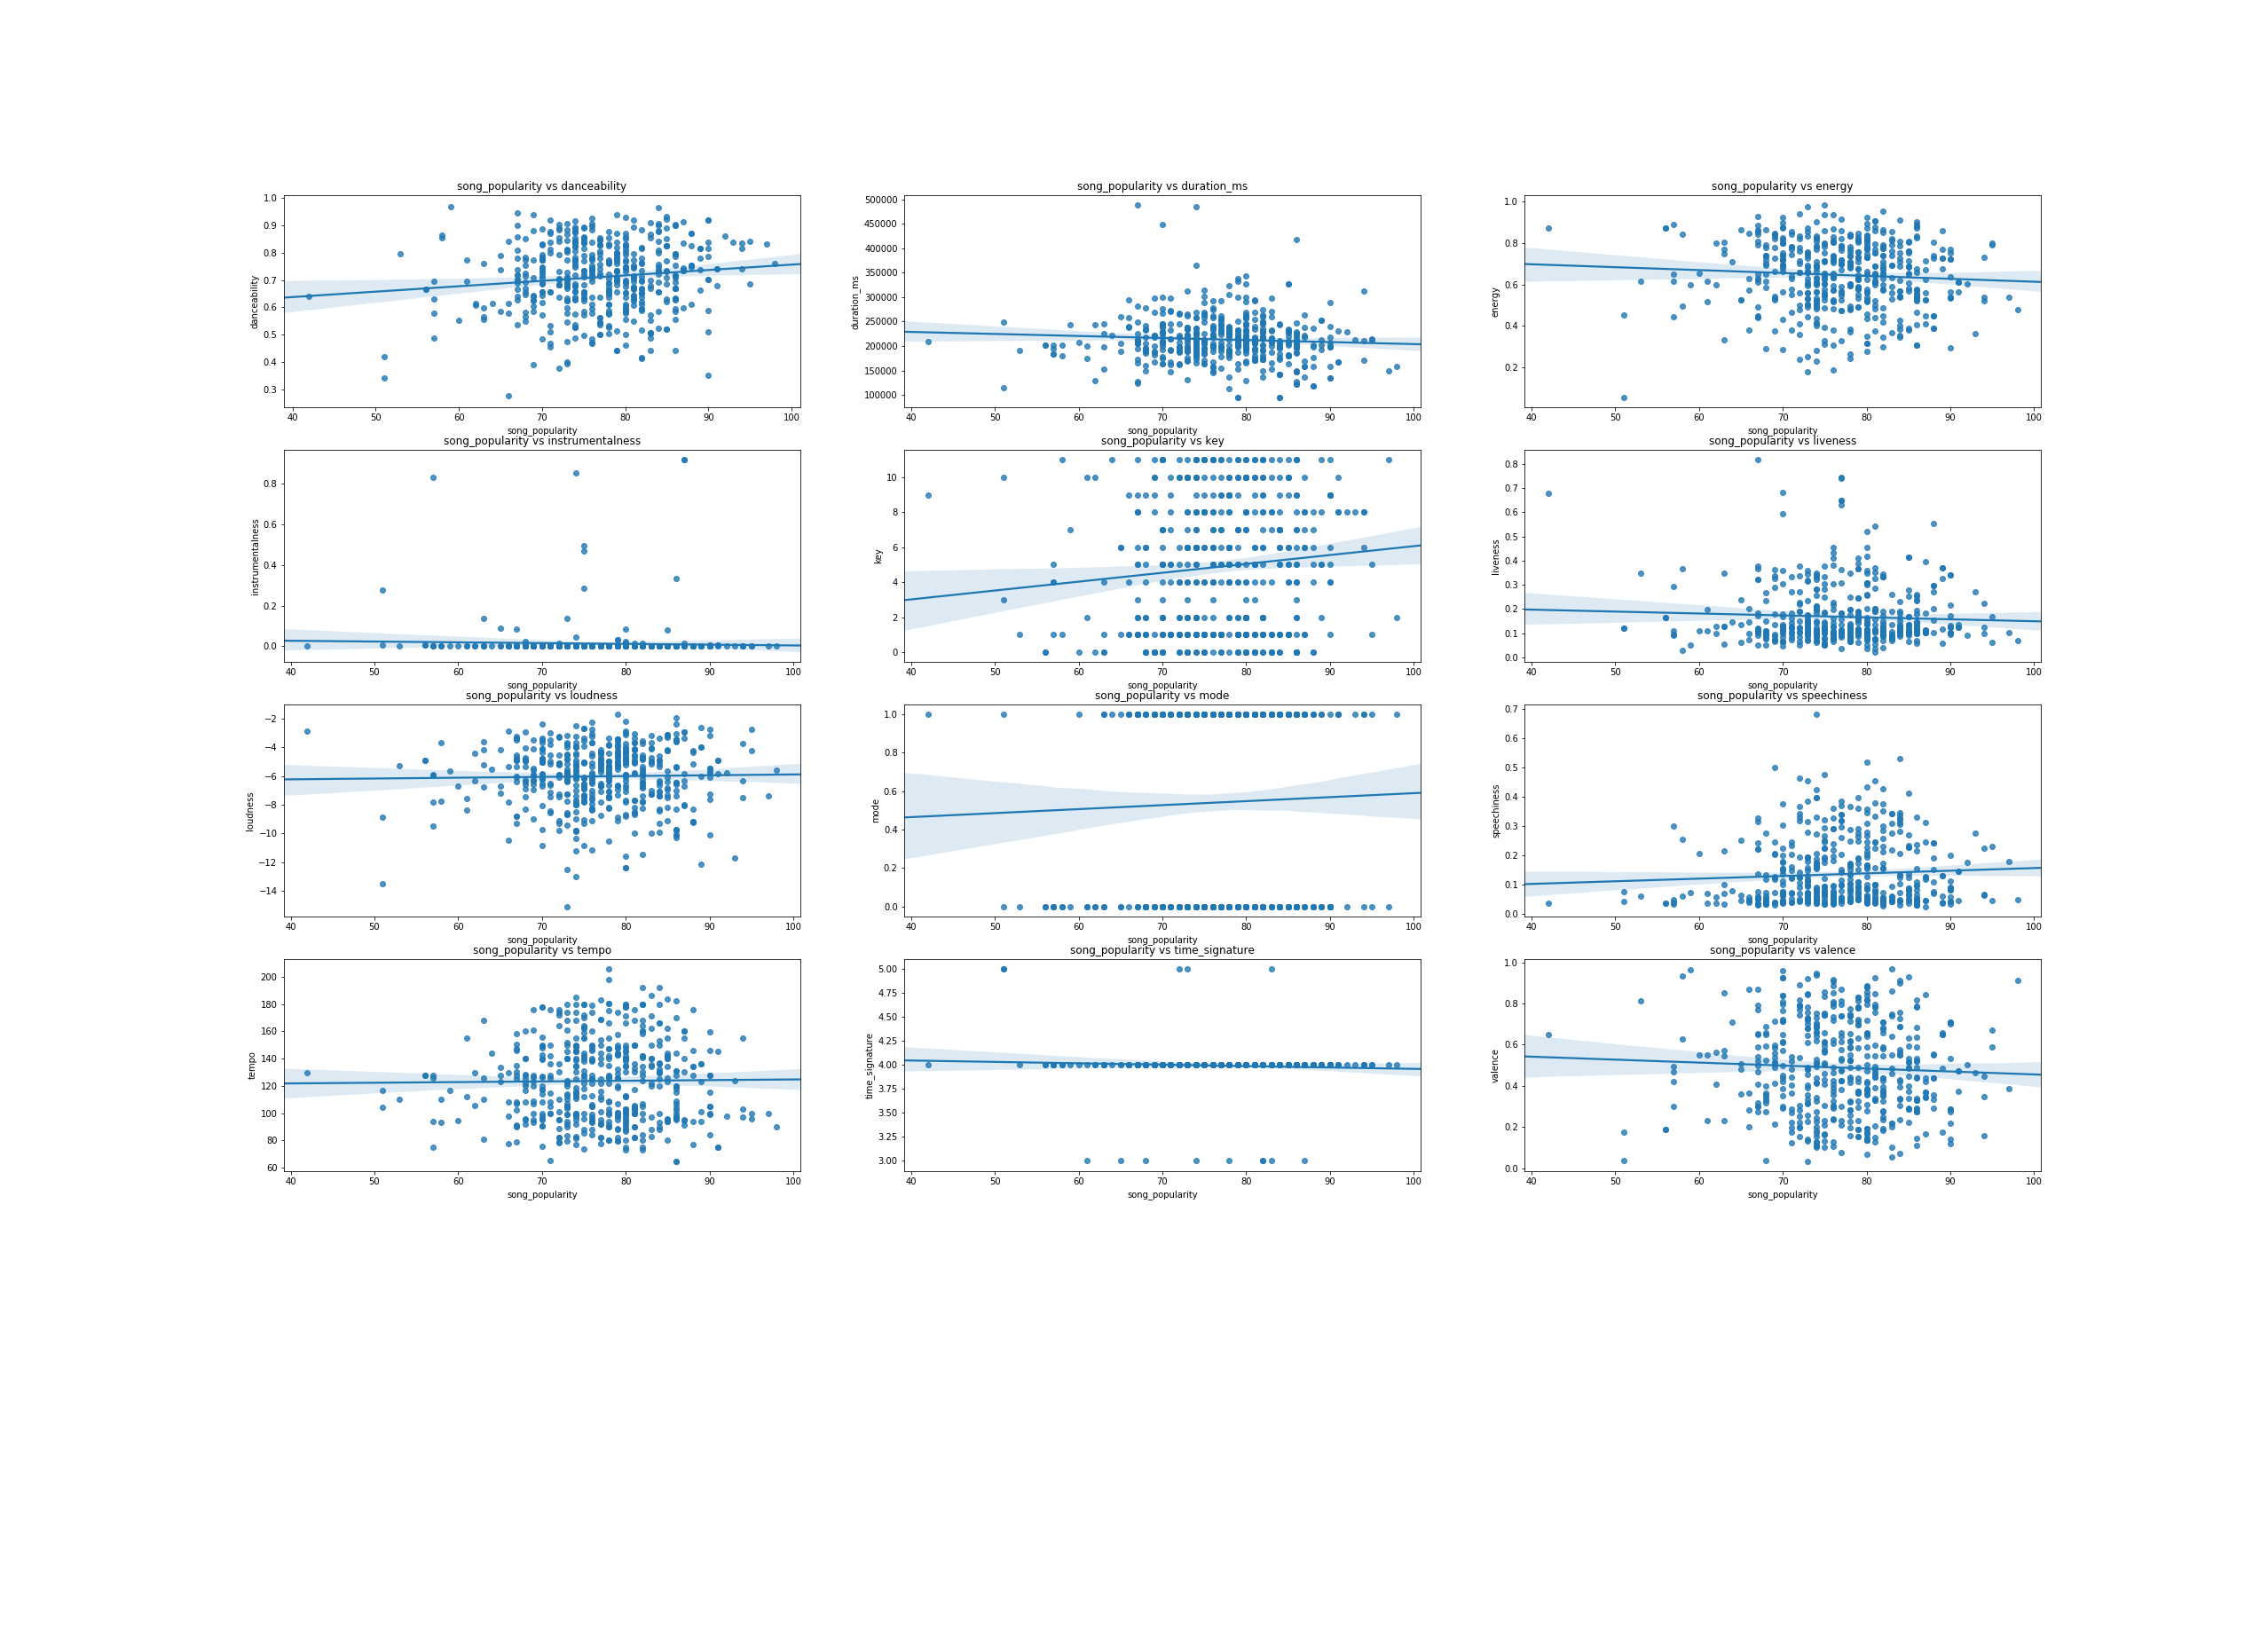 song_popularity vs danceability
1.0
0.9
0.8
0.7
0.6
0.5
0.4
0.3
danceability
40 50 60 70 80 90 100
song_popularity
song_popularity vs duration_ms
500000
450000
400000
350000
300000
250000
200000
150000
100000
duration_ms
40 50 60 70 80 90 100
song_popularity
song_popularity vs energy
1.0
0.8
0.6
0.4
0.2
energy
40 50 60 70 80 90 100
song_popularity
song_popularity vs instrumentalness
0.8
0.6
0.4
0.2
0.0
instrumentalness
40 50 60 70 80 90 100
song_popularity
song_popularity vs key
10
8
6
4
2
0
key
40 50 60 70 80 90 100
song_popularity
song_popularity vs liveness
0.8
0.7
0.6
0.5
0.4
0.3
0.2
0.1
0.0
liveness
40 50 60 70 80 90 100
song_popularity
song_popularity vs loudness
−2
−4
−6
−8
−10
−12
−14
loudness
40 50 60 70 80 90 100
song_popularity
song_popularity vs mode
1.0
0.8
0.6
0.4
0.2
0.0
mode
40 50 60 70 80 90 100
song_popularity
song_popularity vs speechiness
0.7
0.6
0.5
0.4
0.3
0.2
0.1
0.0
speechiness
40 50 60 70 80 90 100
song_popularity
song_popularity vs tempo
200
180
160
140
120
100
80
60
tempo
40 50 60 70 80 90 100
song_popularity
song_popularity vs time_signature
5.00
4.75
4.50
4.25
4.00
3.75
3.50
3.25
3.00
time_signature
40 50 60 70 80 90 100
song_popularity
song_popularity vs valence
1.0
0.8
0.6
0.4
0.2
0.0
valence
40 50 60 70 80 90 100
song_popularity